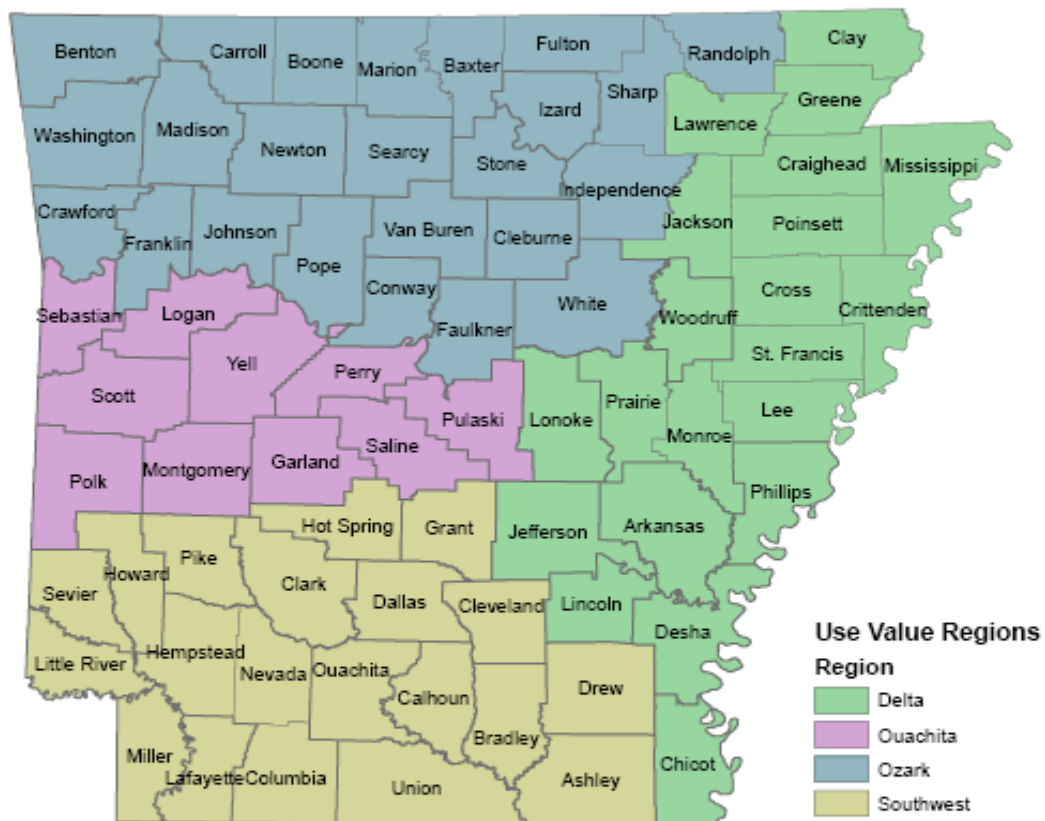 Benton
Carroll
Boone
Marion
Baxter
Fulton
Randolph
Clay
Izard
Sharp
Greene
Lawrence
Washington
Madison
Newton
Searcy
Stone
Independence
Craighead
Mississippi
Crawford
Franklin
Johnson
Pope
Van Buren
Cleburne
Jackson
Poinsett
Conway
Faulkner
White
Woodruff
Cross
Crittenden
Sebastian
Logan
Yell
Perry
St. Francis
Scott
Pulaski
Lonoke
Prairie
Lee
Monroe
Polk
Montgomery
Garland
Saline
Phillips
Hot Spring
Grant
Jefferson
Arkansas
Howard
Pike
Clark
Sevier
Dallas
Cleveland
Lincoln
Desha
Little River
Hempstead
Nevada
Ouachita
Calhoun
Drew
Bradley
Miller
Lafayette
Columbia
Union
Ashley
Chicot
Use Value Regions
Region
Delta
Ouachita
Ozark
Southwest